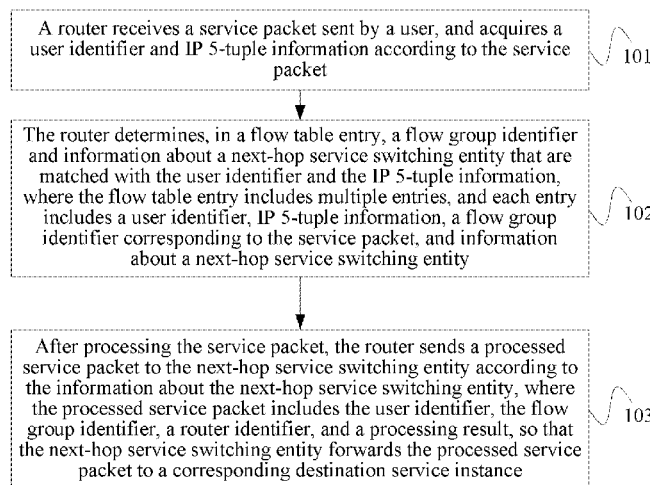 A router receives a service packet sent by a user, and acquires a
user identifier and IP 5-tuple information according to the service
packet
101
The router determines, in a flow table entry, a flow group identifier
and information about a next-hop service switching entity that are
matched with the user identifier and the IP 5-tuple information,
where the flow table entry includes multiple entries, and each entry
includes a user identifier, IP 5-tuple information, a flow group
identifier corresponding to the service packet, and information
about a next-hop service switching entity
102
After processing the service packet, the router sends a processed
service packet to the next-hop service switching entity according to
the information about the next-hop service switching entity, where
the processed service packet includes the user identifier, the flow
group identifier, a router identifier, and a processing result, so that
the next-hop service switching entity forwards the processed service
packet to a corresponding destination service instance
103